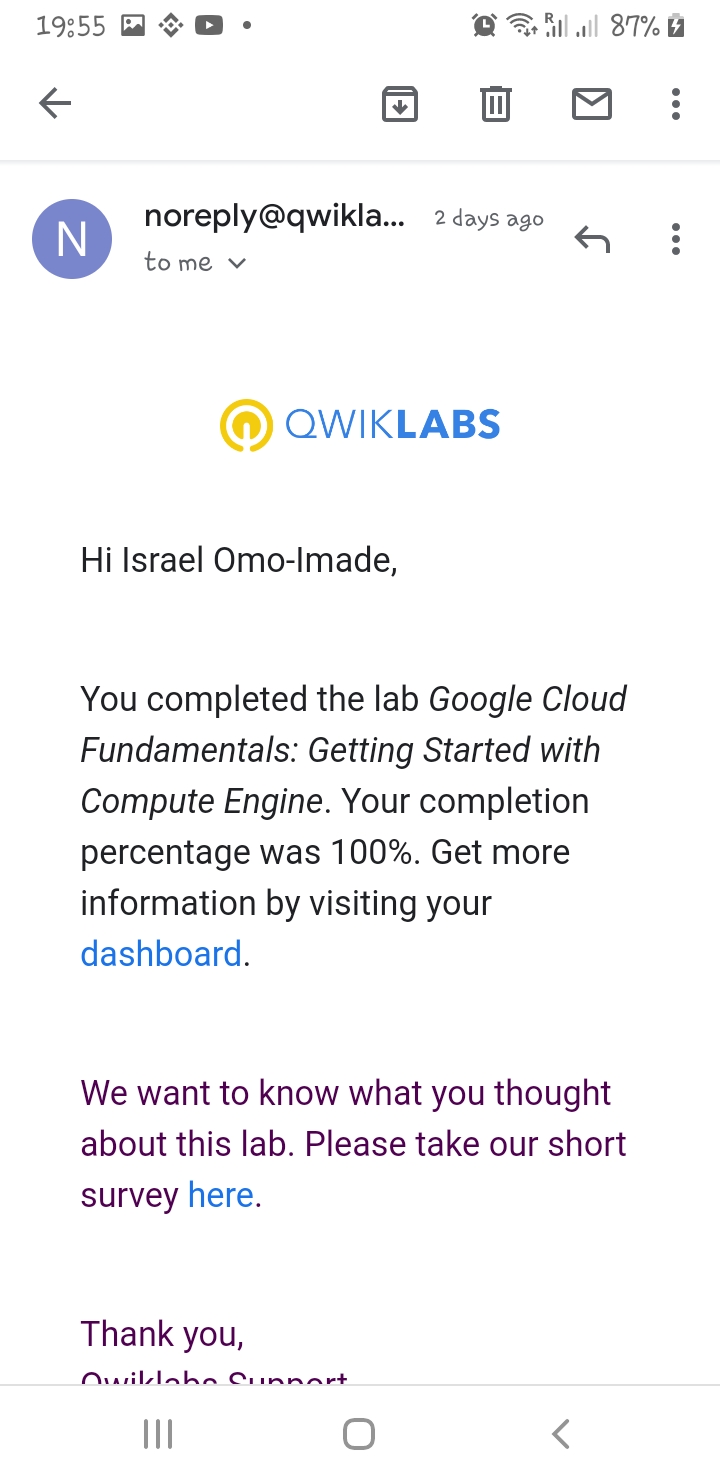 19:55
R
87%
N
noreply@qwikla...
2 days ago
to me
QWIKLABS
Hi Israel Omo-Imade,
You completed the lab Google Cloud
Fundamentals: Getting Started with
Compute Engine. Your completion
percentage was 100%. Get more
information by visiting your
dashboard.
We want to know what you thought
about this lab. Please take our short
survey here.
Thank you,
Qwiklabs Support